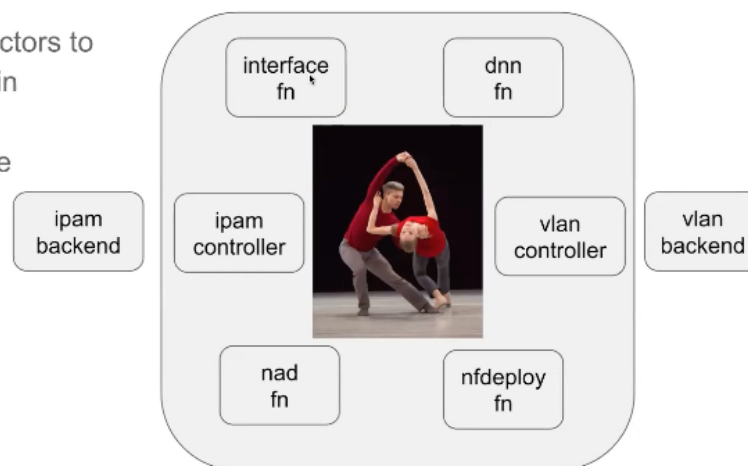 ctors to
in
e
interface
fn
dnn
fn
ipam
backend
ipam
controller
vlan
controller
vlan
backend
nad
fn
nfdeploy
fn